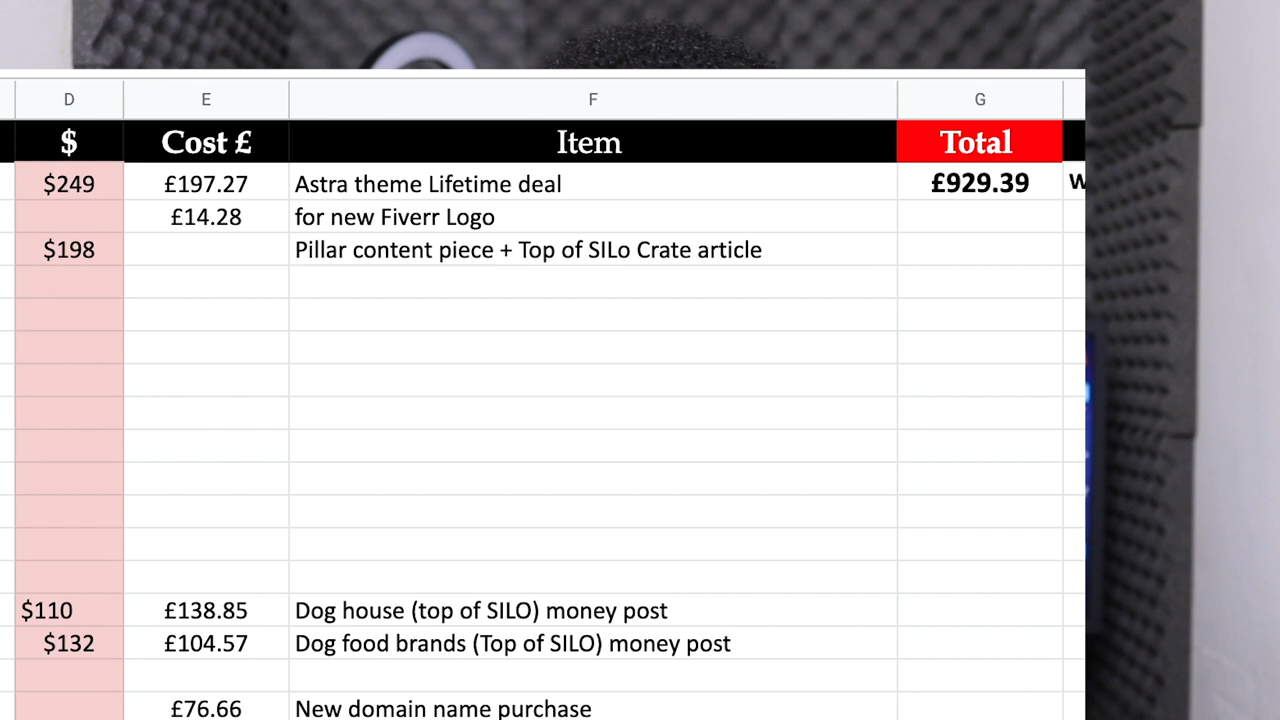 D E F G
$ Cost £ Item Total
$249 £197.27 Astra theme Lifetime deal £929.39 W
£14.28 for new Fiverr Logo
$198 Pillar content piece + Top of SILo Crate article
$110 £138.85 Dog house (top of SILO) money post
$132 £104.57 Dog food brands (Top of SILO) money post
£76.66 New domain name purchase